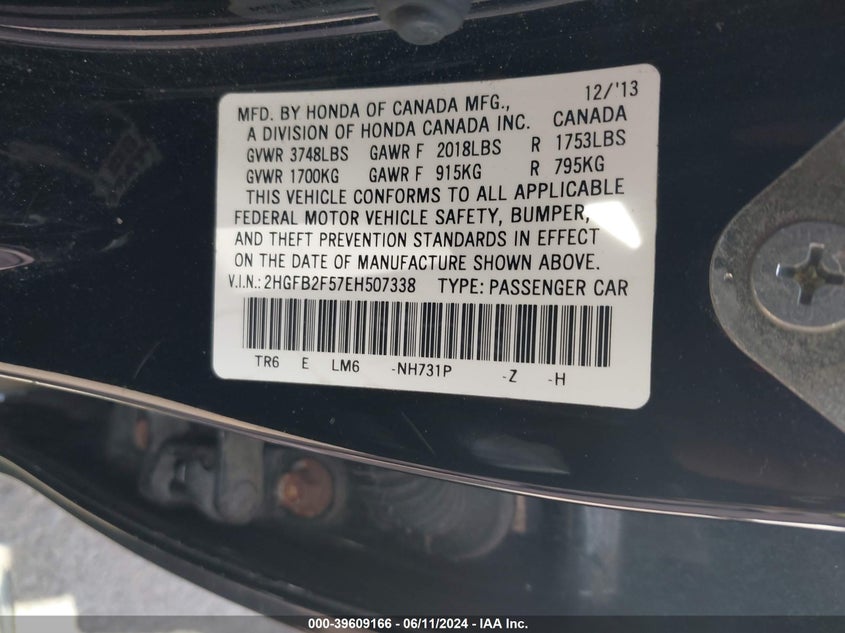 MFD. BY HONDA OF CANADA MFG., 12/'13
A DIVISION OF HONDA CANADA INC. CANADA
GVWR 3748LBS GAWR F 2018LBS R 1753LBS
GVWR 1700KG GAWR F 915KG R 795KG
THIS VEHICLE CONFORMS TO ALL APPLICABLE
FEDERAL MOTOR VEHICLE SAFETY, BUMPER,
AND THEFT PREVENTION STANDARDS IN EFFECT
ON THE DATE OF MANUFACTURE SHOWN ABOVE.
V.I.N.: 2HGFB2F57EH507338 TYPE: PASSENGER CAR
TR6 E LM6 -NH731P -Z -H
000-39609166 - 06/11/2024 - IAA Inc.